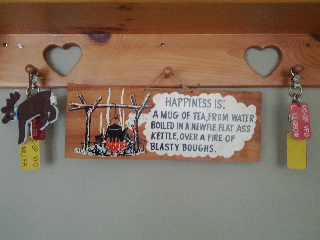 HAPPINESS IS:
A MUG OF TEA, FROM WATER
BOILED IN A NEWFIE FLAT ASS
KETTLE, OVER A FIRE OF
BLASTY BOUGHS.